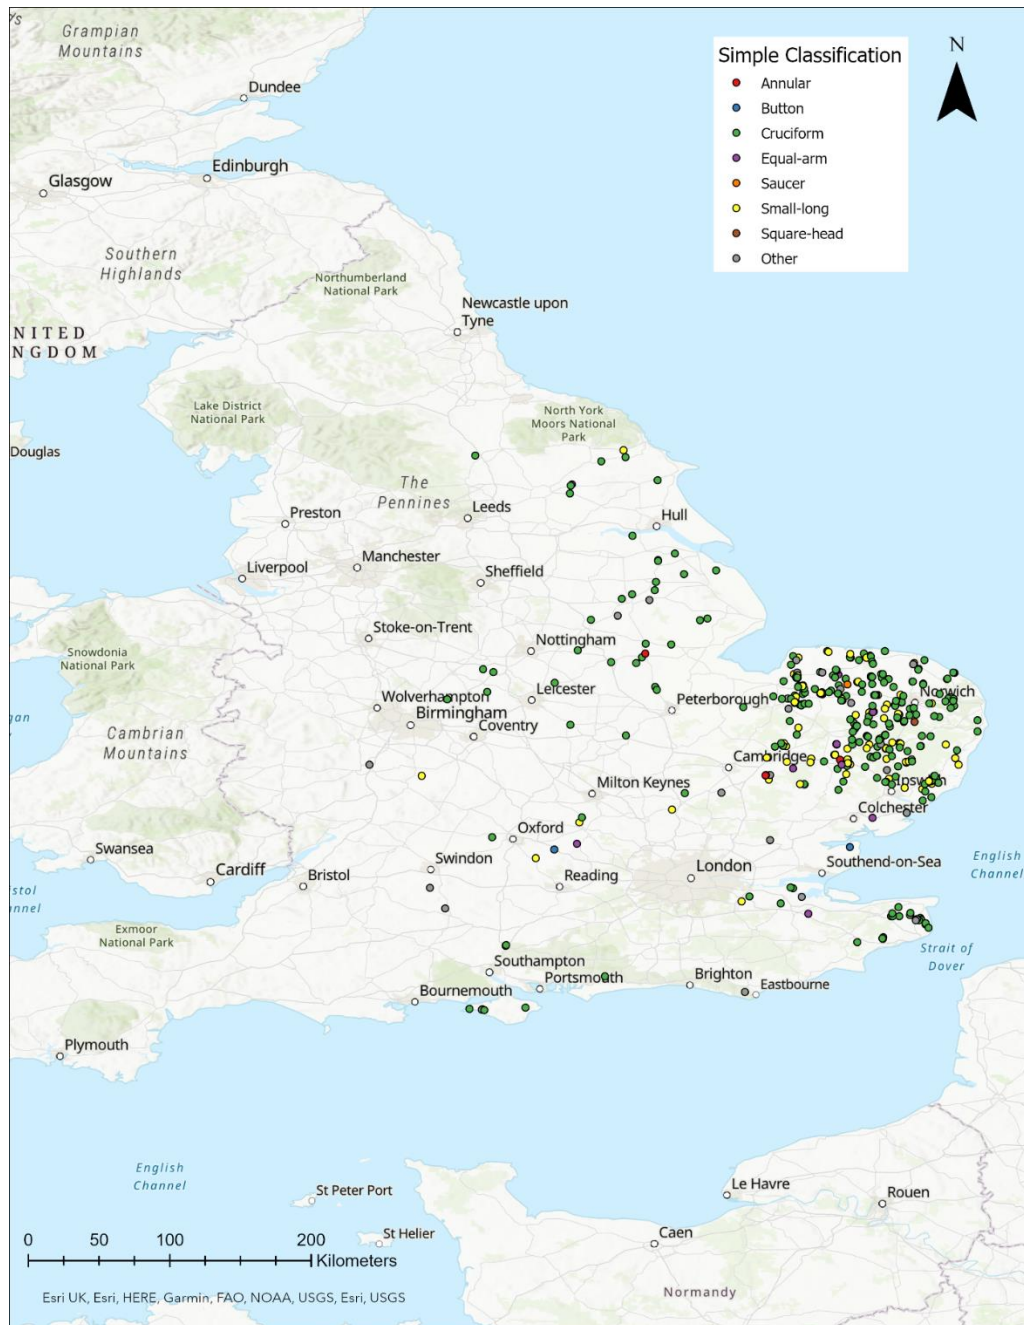 's
Grampian
Mountains
Dundee
Edinburgh
Glasgow
Southern
Highlands
Northumberland
National Park
Newcastle upon
Tyne
NITED
NGDOM
Lake District
National Park
North York
Moors National
Park
Douglas
The
Pennines
Leeds
Preston
Hull
Manchester
Liverpool
Sheffield
Stoke-on-Trent
Nottingham
Snowdonia
National Park
Norwich
Leicester
Peterborough
Wolverhampton
Birmingham
gan
y
Coventry
Cambrian
Mountains
Cambridge
Milton Keynes
Ipswich
Colchester
Oxford
Swansea
Cardiff
Bristol
Swindon
Reading
London
Southend-on-Sea
English
Channel
istol
annel
Exmoor
National Park
Strait of
Dover
Southampton
Portsmouth
Brighton
Eastbourne
Bournemouth
Plymouth
English
Channel
St Peter Port
Le Havre
Rouen
St Helier
Caen
Normandy
Simple Classification
Annular
Button
Cruciform
Equal-arm
Saucer
Small-long
Square-head
Other
N
0 50 100 200
Kilometers
Esri UK, Esri, HERE, Garmin, FAO, NOAA, USGS, Esri, USGS